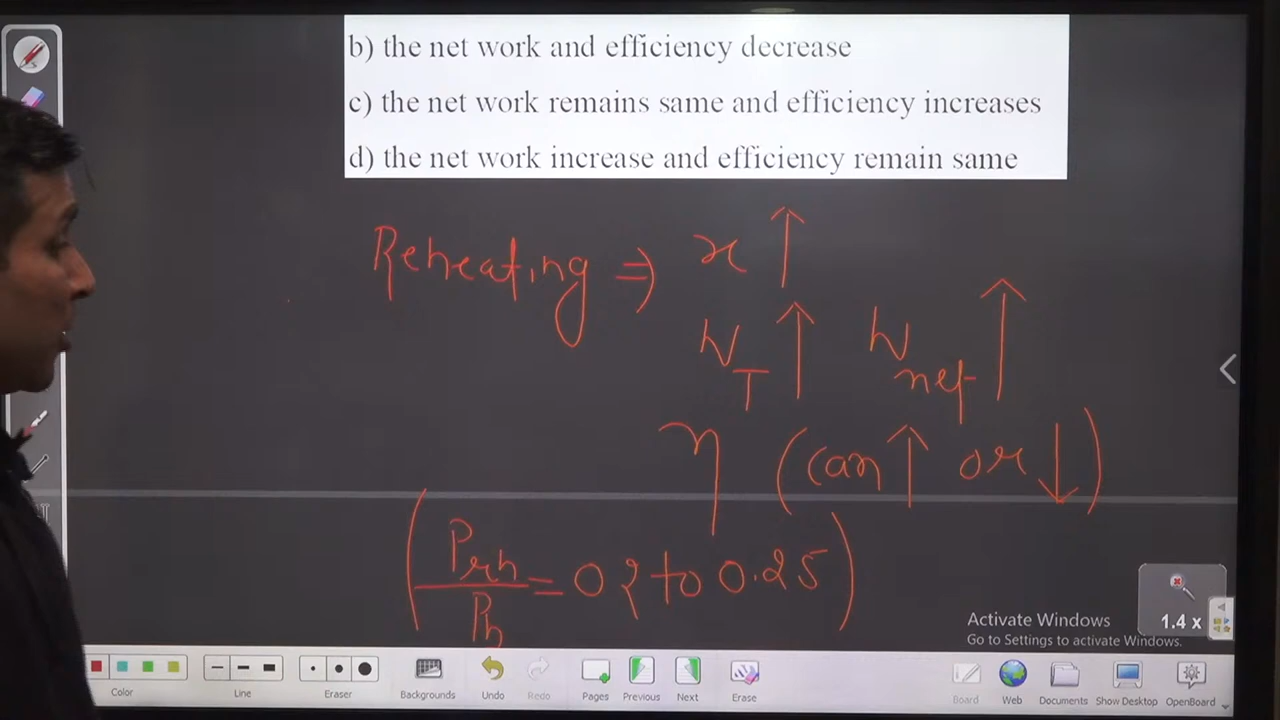 b) the net work and efficiency decrease
c) the net work remains same and efficiency increases
d) the net work increase and efficiency remain same
Reheating ⇒ x ↑
W_T ↑ W_net ↑
η (can ↑ or ↓)
(P_rh / P_h = 0.2 to 0.25)
1.4 x
Activate Windows
Go to Settings to activate Windows.
Color Line Eraser Backgrounds Undo Redo Pages Previous Next Erase Board Web Documents Show Desktop OpenBoard